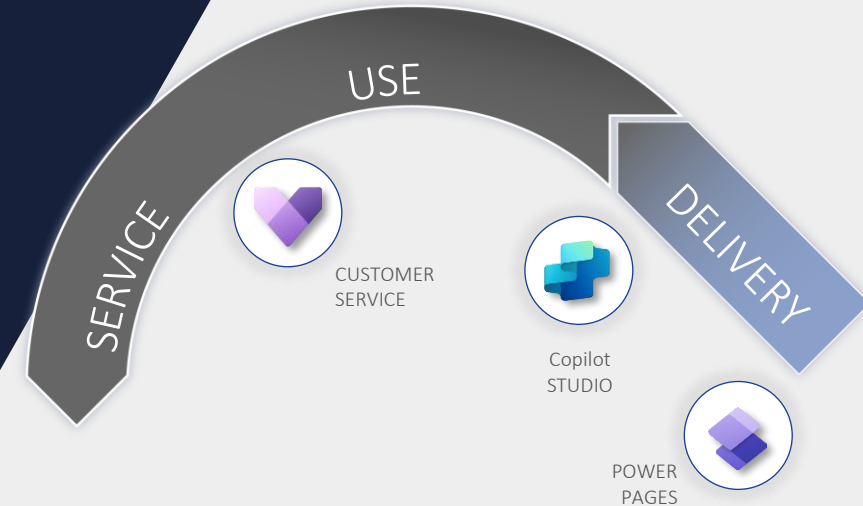 USE
SERVICE
DELIVERY
CUSTOMER
SERVICE
Copilot
STUDIO
POWER
PAGES